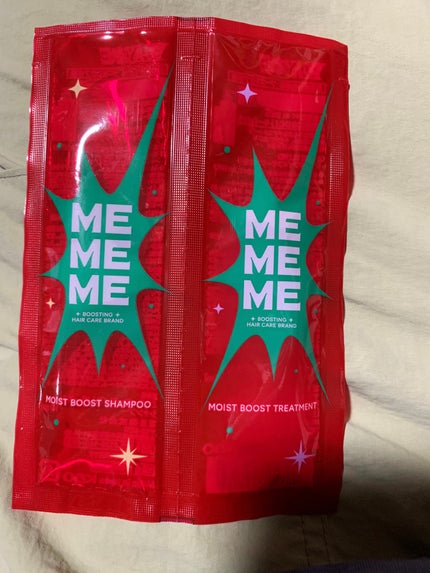 ME
ME
ME
+ BOOSTING +
HAIR CARE BRAND
MOIST BOOST SHAMPOO
ME
ME
ME
+ BOOSTING +
HAIR CARE BRAND
MOIST BOOST TREATMENT